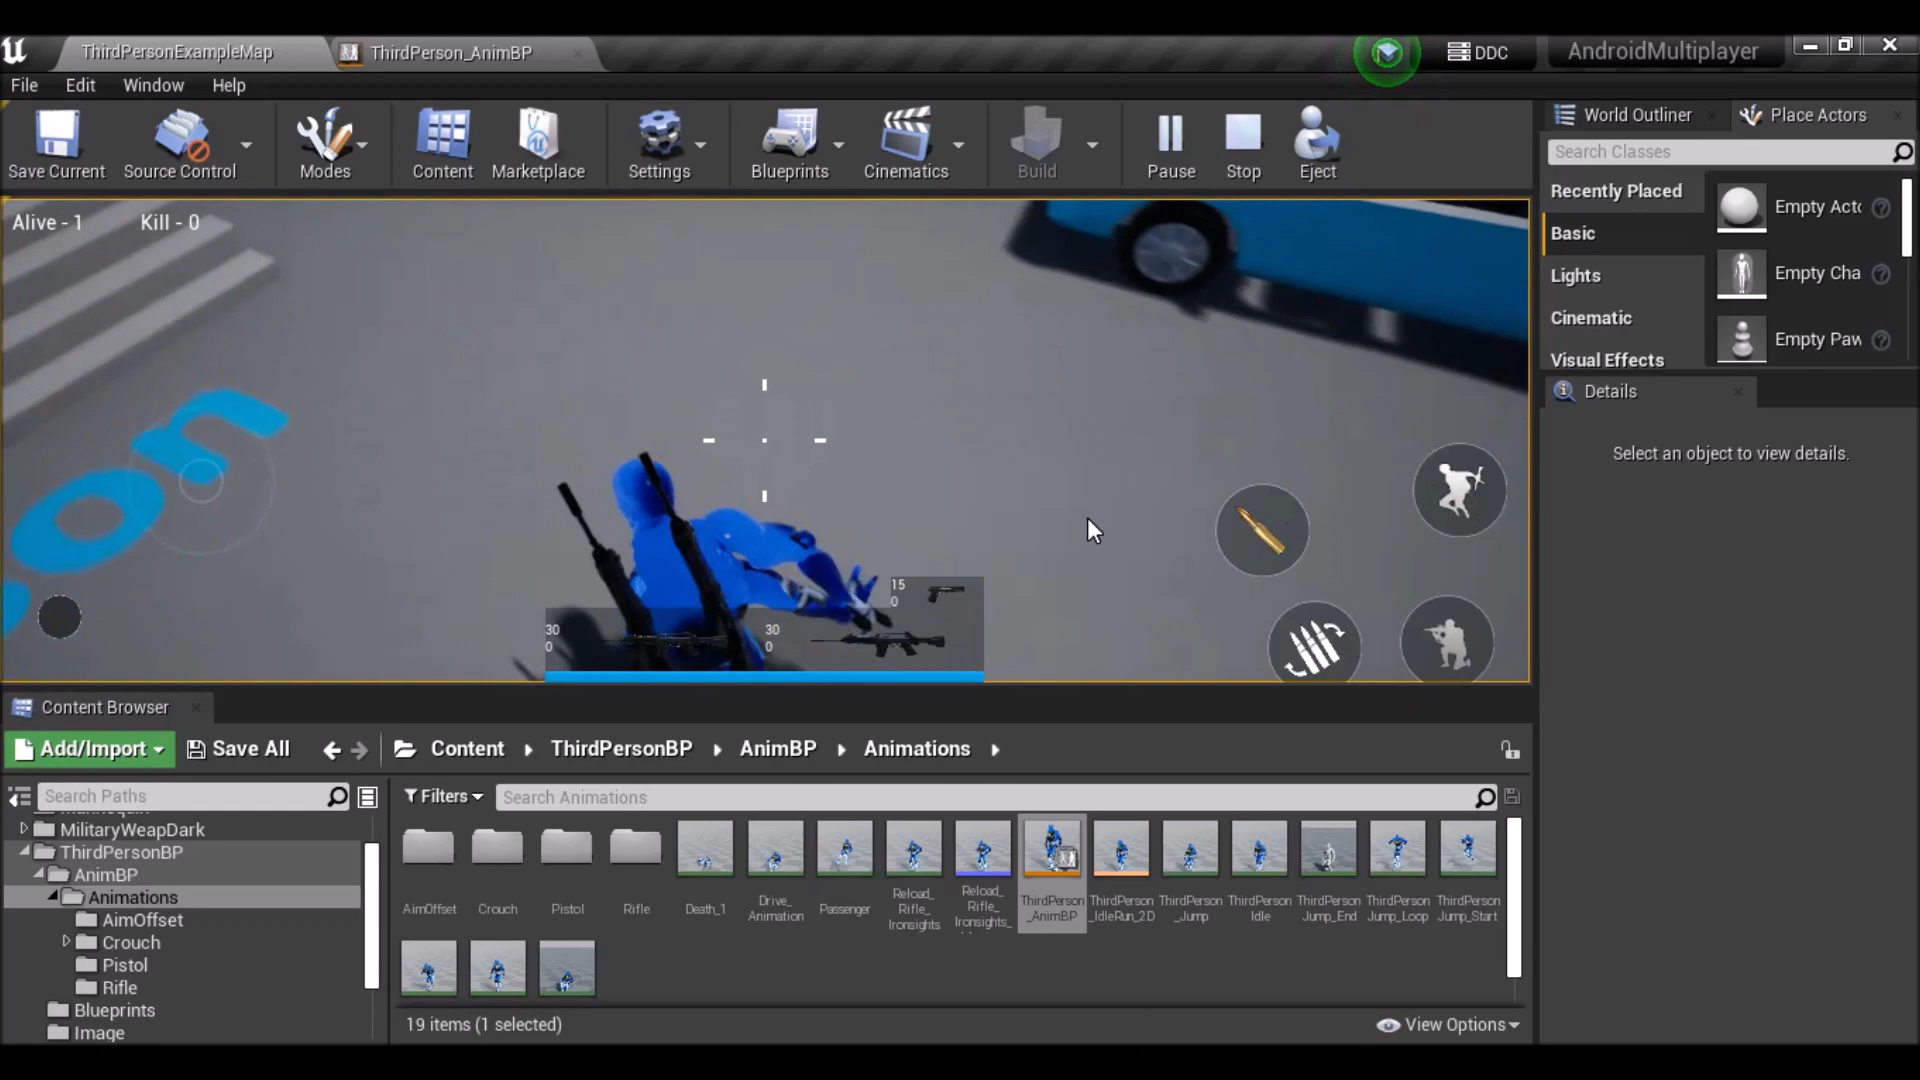 ThirdPersonExampleMap
ThirdPerson_AnimBP
DDC
AndroidMultiplayer
File Edit Window Help
Save Current
Source Control
Modes
Content
Marketplace
Settings
Blueprints
Cinematics
Build
Pause
Stop
Eject
World Outliner
Place Actors
Search Classes
Recently Placed
Basic
Lights
Cinematic
Visual Effects
Empty Acto
Empty Cha
Empty Paw
Details
Select an object to view details.
Alive - 1
Kill - 0
on
15
0
30
0
30
0
Content Browser
Add/Import
Save All
Content
ThirdPersonBP
AnimBP
Animations
Search Paths
Filters
Search Animations
MilitaryWeapDark
ThirdPersonBP
AnimBP
Animations
AimOffset
Crouch
Pistol
Rifle
Blueprints
Image
AimOffset
Crouch
Pistol
Rifle
Death_1
Drive_
Animation
Passenger
Reload_
Rifle_
Ironsights
Reload_
Rifle_
Ironsights_
ThirdPerson
_AnimBP
ThirdPerson
_IdleRun_2D
ThirdPerson
_Jump
ThirdPerson
Idle
ThirdPerson
Jump_End
ThirdPerson
Jump_Loop
ThirdPerson
Jump_Start
19 items (1 selected)
View Options